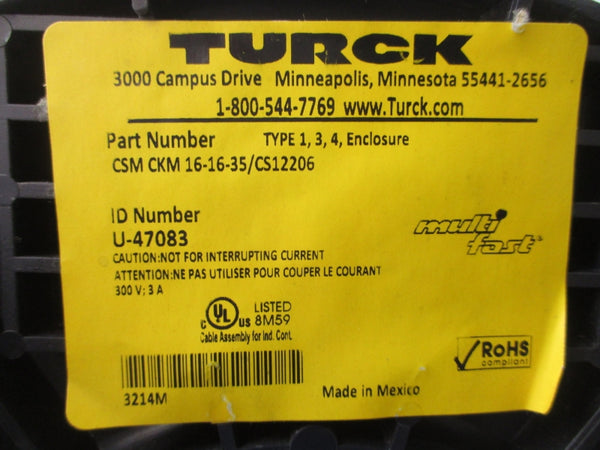 TURCK
3000 Campus Drive Minneapolis, Minnesota 55441-2656
1-800-544-7769 www.Turck.com
Part Number TYPE 1, 3, 4, Enclosure
CSM CKM 16-16-35/CS12206
ID Number
U-47083
multi
fast
CAUTION:NOT FOR INTERRUPTING CURRENT
ATTENTION:NE PAS UTILISER POUR COUPER LE COURANT
300 V; 3 A
c UL us LISTED
8M59
Cable Assembly for Ind. Cont.
RoHS
compliant
3214M
Made in Mexico